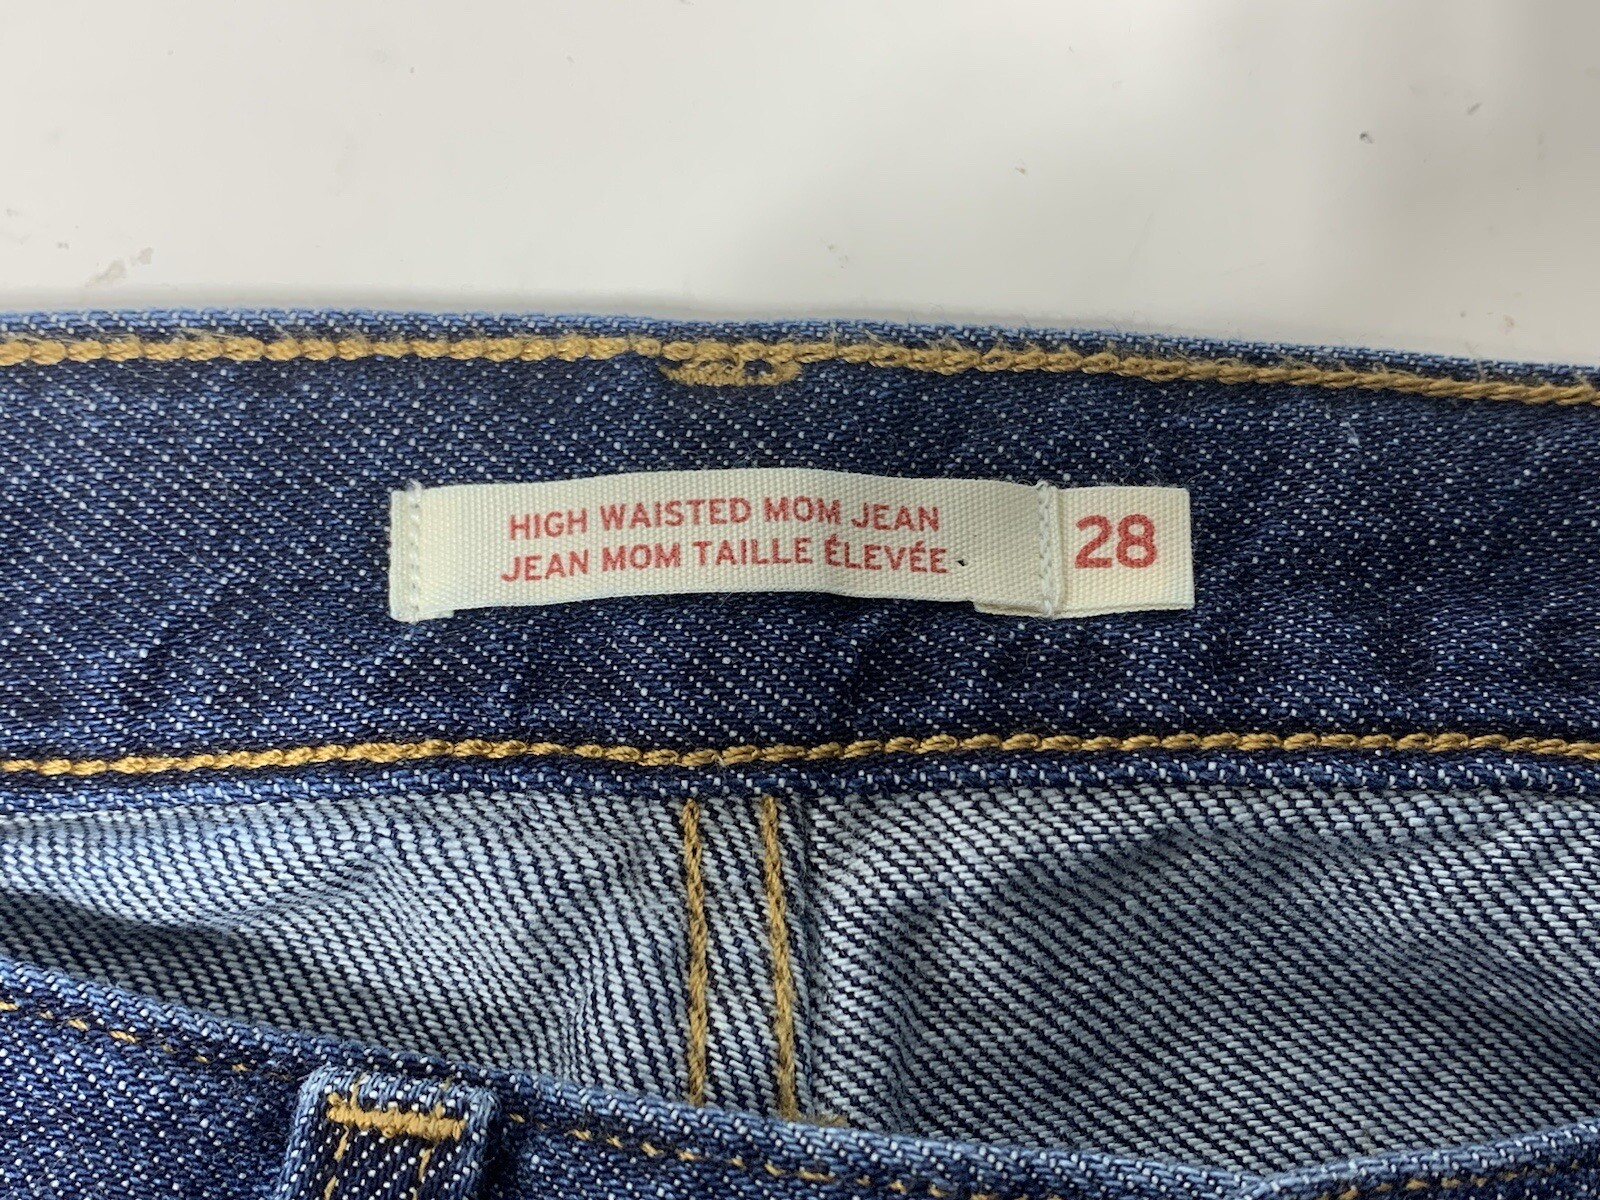 HIGH WAISTED MOM JEAN
JEAN MOM TAILLE ÉLEVÉE
28